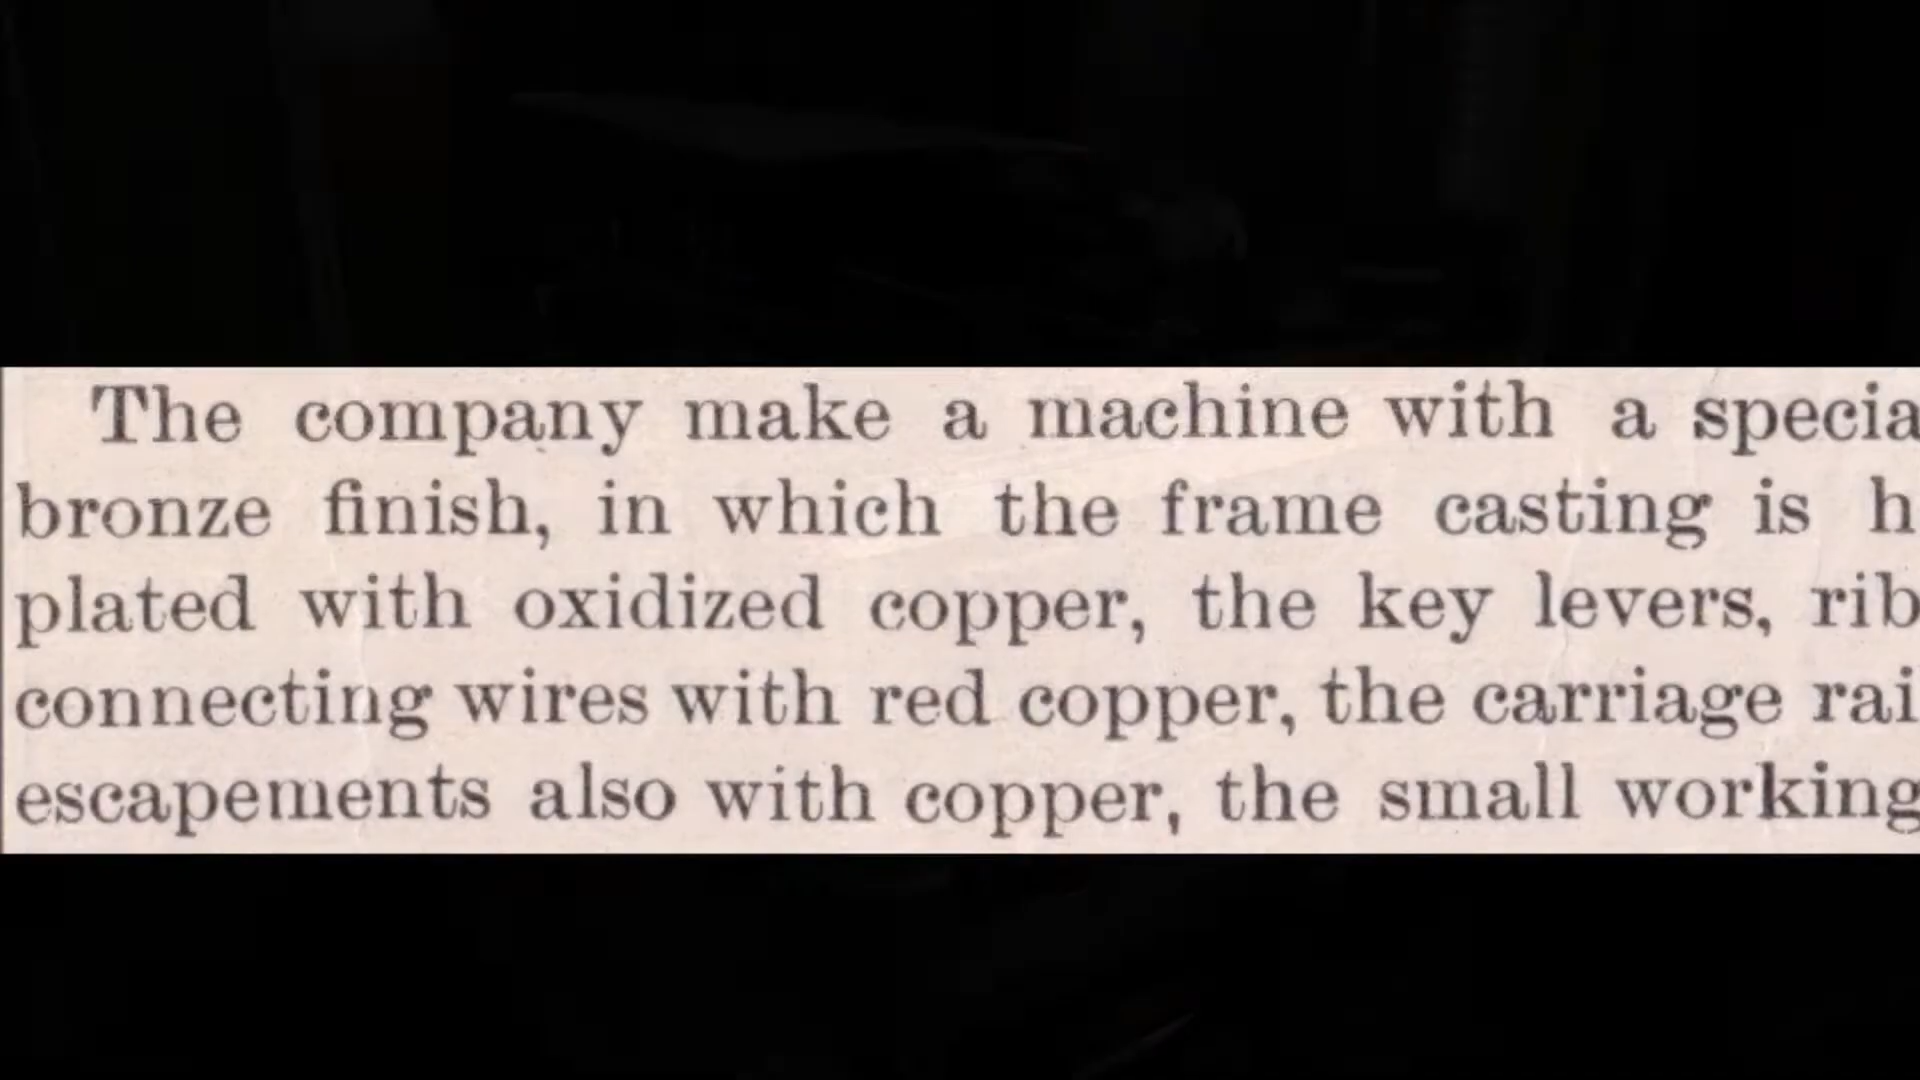 The company make a machine with a specia
bronze finish, in which the frame casting is h
plated with oxidized copper, the key levers, rib
connecting wires with red copper, the carriage rai
escapements also with copper, the small working